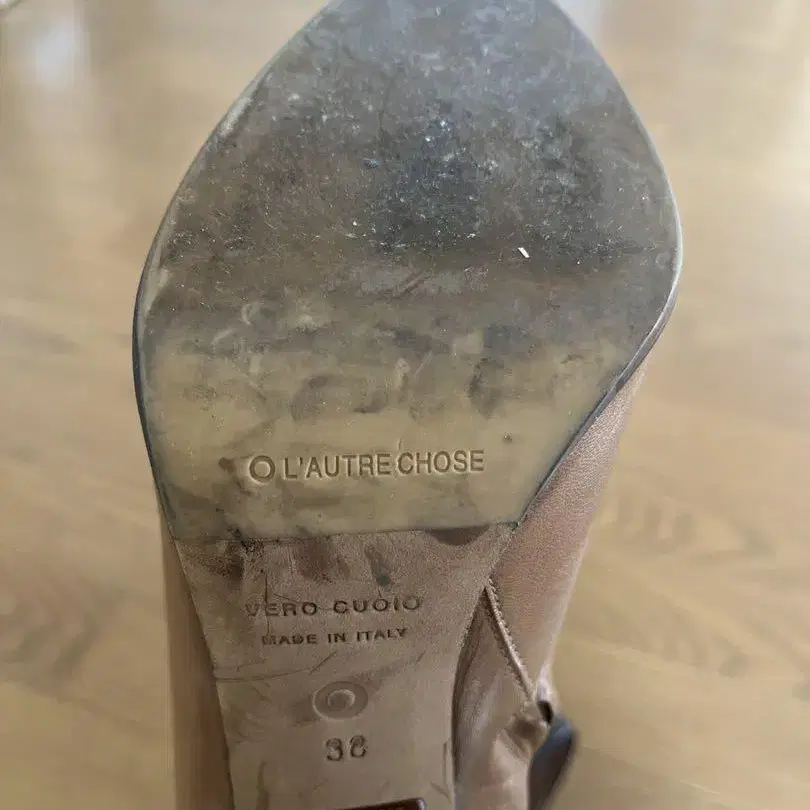 L'AUTRE CHOSE
VERO CUOIO
MADE IN ITALY
38